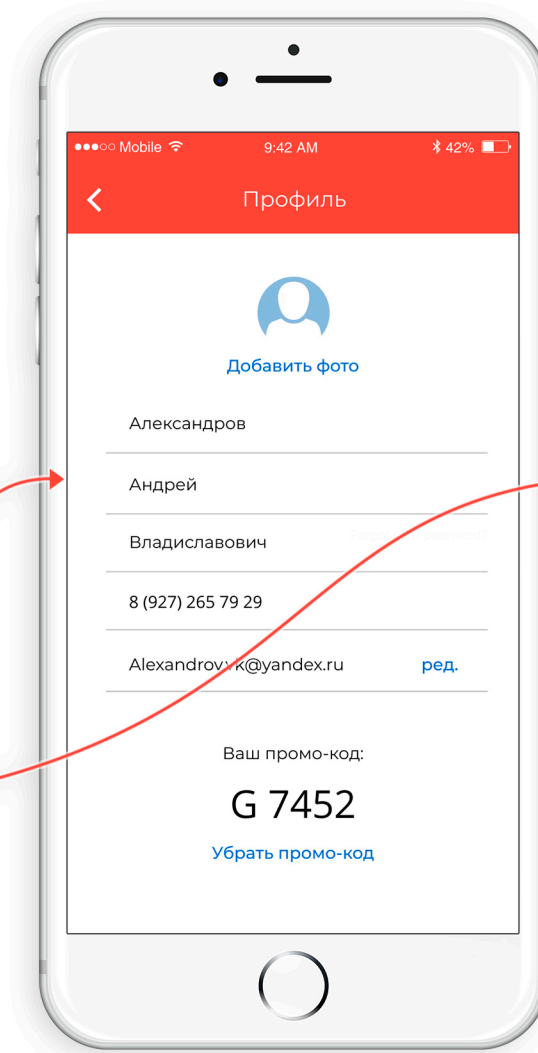 Mobile 9:42 AM 42%
Профиль
Добавить фото
Александров
Андрей
Владиславович
8 (927) 265 79 29
ред.
Ваш промо-код:
G 7452
Убрать промо-код